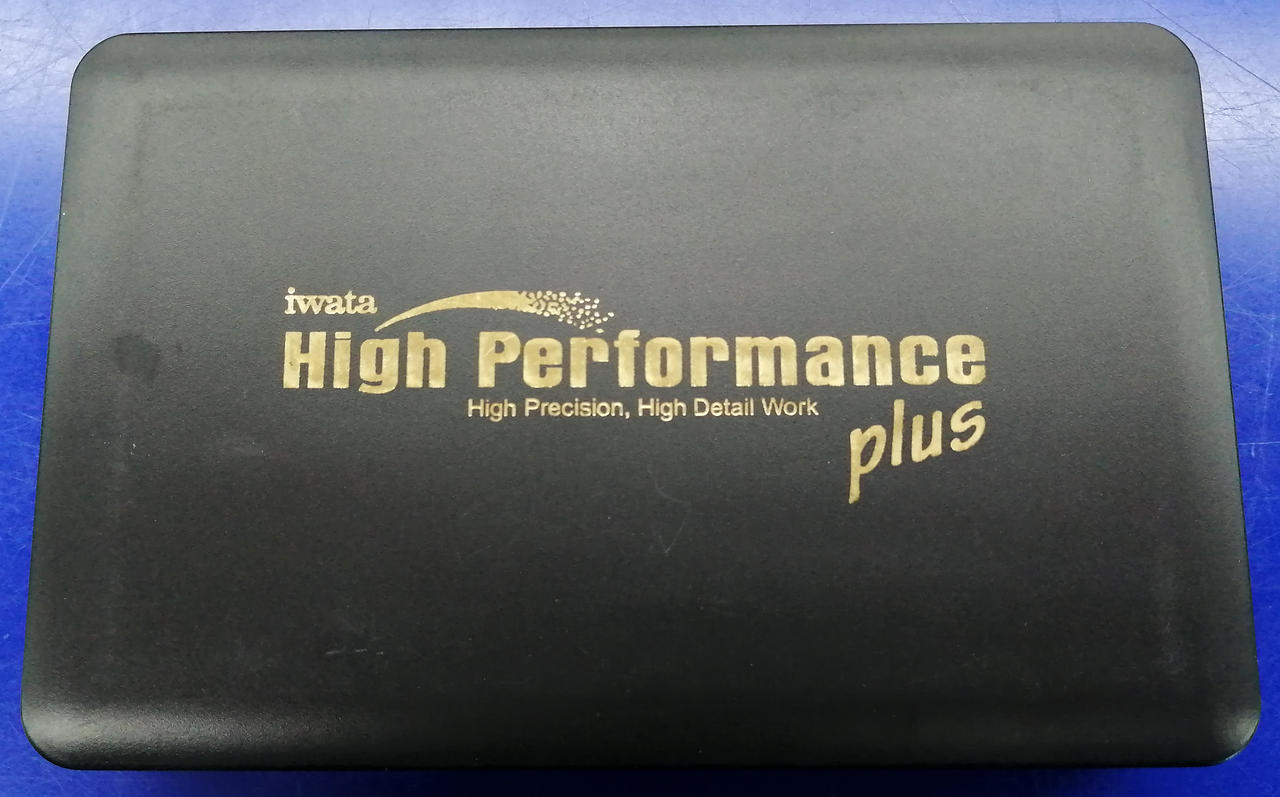 iwata
High Performance
High Precision, High Detail Work
plus